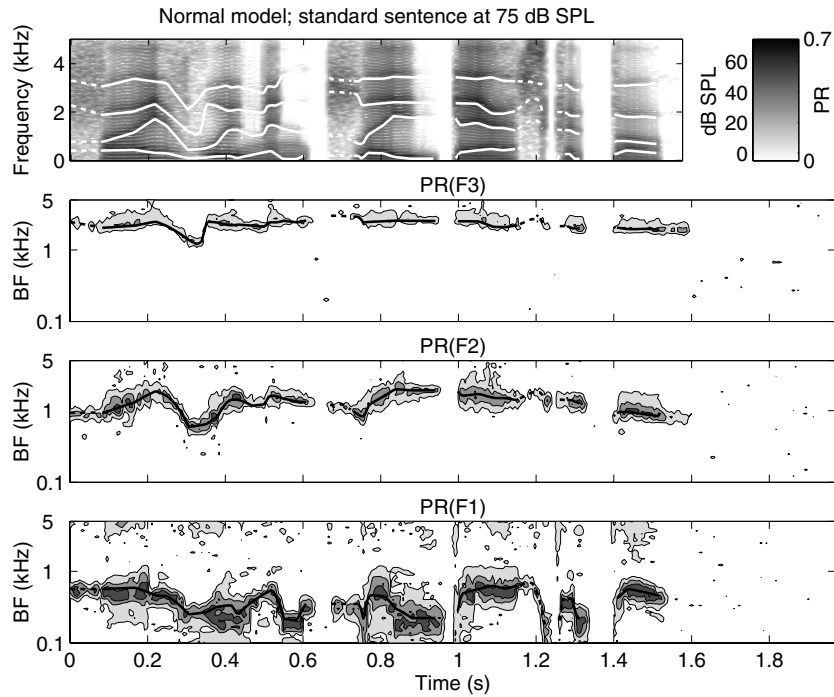 Normal model; standard sentence at 75 dB SPL
Frequency (kHz)
4
2
0
dB SPL
60
40
20
0
0.7
0
PR
PR(F3)
BF (kHz)
5
1
0.1
PR(F2)
BF (kHz)
5
1
0.1
PR(F1)
BF (kHz)
5
1
0.1
0 0.2 0.4 0.6 0.8 1 1.2 1.4 1.6 1.8
Time (s)